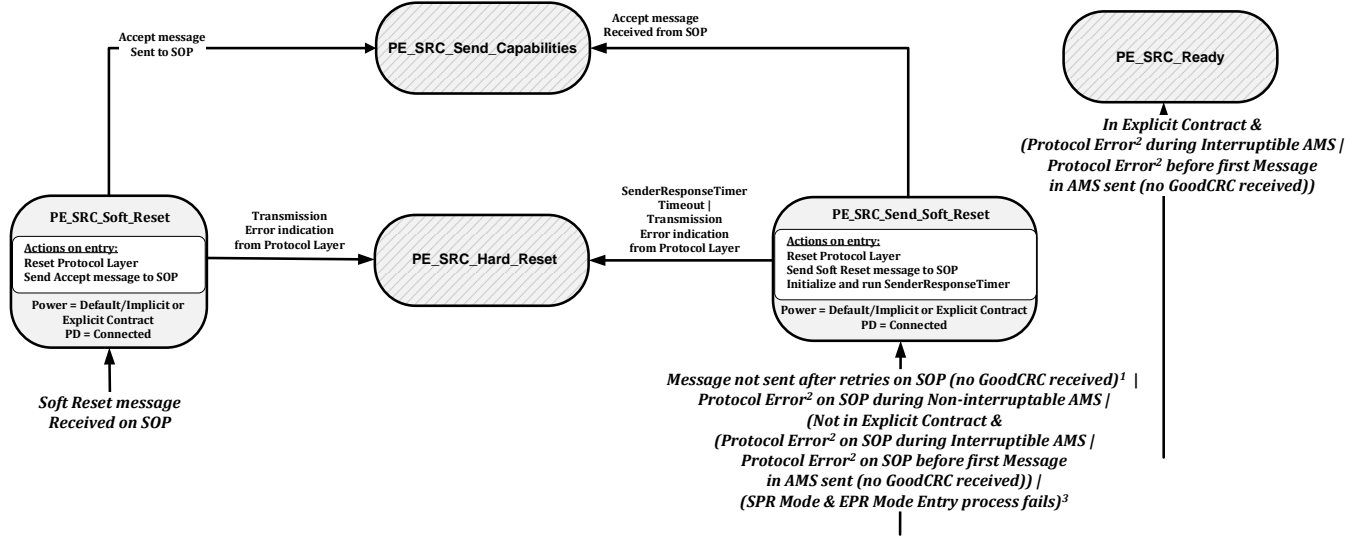 Accept message
Sent to SOP
PE_SRC_Send_Capabilities
Accept message
Received from SOP
PE_SRC_Ready
In Explicit Contract &
(Protocol Error² during Interruptible AMS |
Protocol Error² before first Message
in AMS sent (no GoodCRC received))
PE_SRC_Soft_Reset
Actions on entry:
Reset Protocol Layer
Send Accept message to SOP
Power = Default/Implicit or
Explicit Contract
PD = Connected
Transmission
Error indication
from Protocol Layer
PE_SRC_Hard_Reset
SenderResponseTimer
Timeout |
Transmission
Error indication
from Protocol Layer
PE_SRC_Send_Soft_Reset
Actions on entry:
Reset Protocol Layer
Send Soft Reset message to SOP
Initialize and run SenderResponseTimer
Power = Default/Implicit or Explicit Contract
PD = Connected
Soft Reset message
Received on SOP
Message not sent after retries on SOP (no GoodCRC received)¹ |
Protocol Error² on SOP during Non-interruptable AMS |
(Not in Explicit Contract &
(Protocol Error² on SOP during Interruptible AMS |
Protocol Error² on SOP before first Message
in AMS sent (no GoodCRC received)) |
(SPR Mode & EPR Mode Entry process fails)³